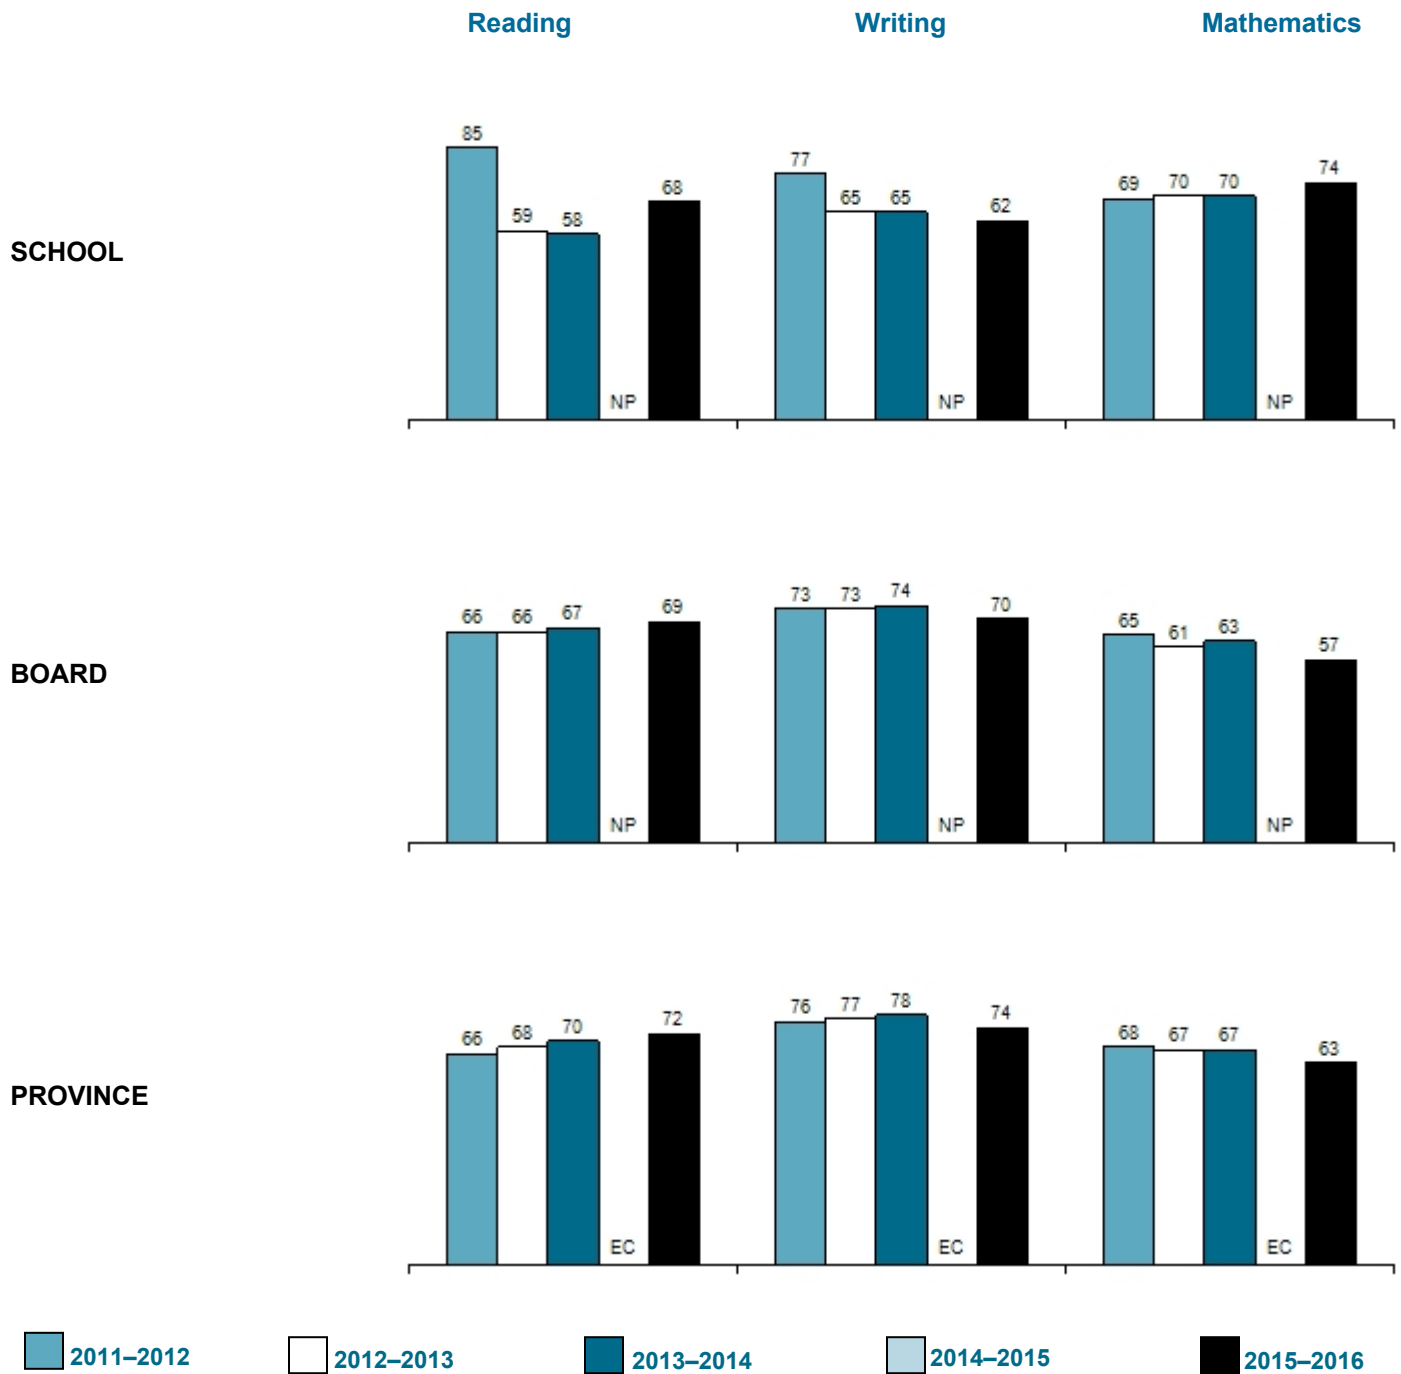 Reading Writing Mathematics
85
77
74
69 70 70
68
65 65
62
59 58
SCHOOL
NP NP NP
73 73 74
70
69
66 66 67
65
63
61
57
BOARD
NP NP NP
76 77 78
74
72
70
68
66
68 67 67
63
PROVINCE
EC EC EC
2011–2012 2012–2013 2013–2014 2014–2015 2015–2016